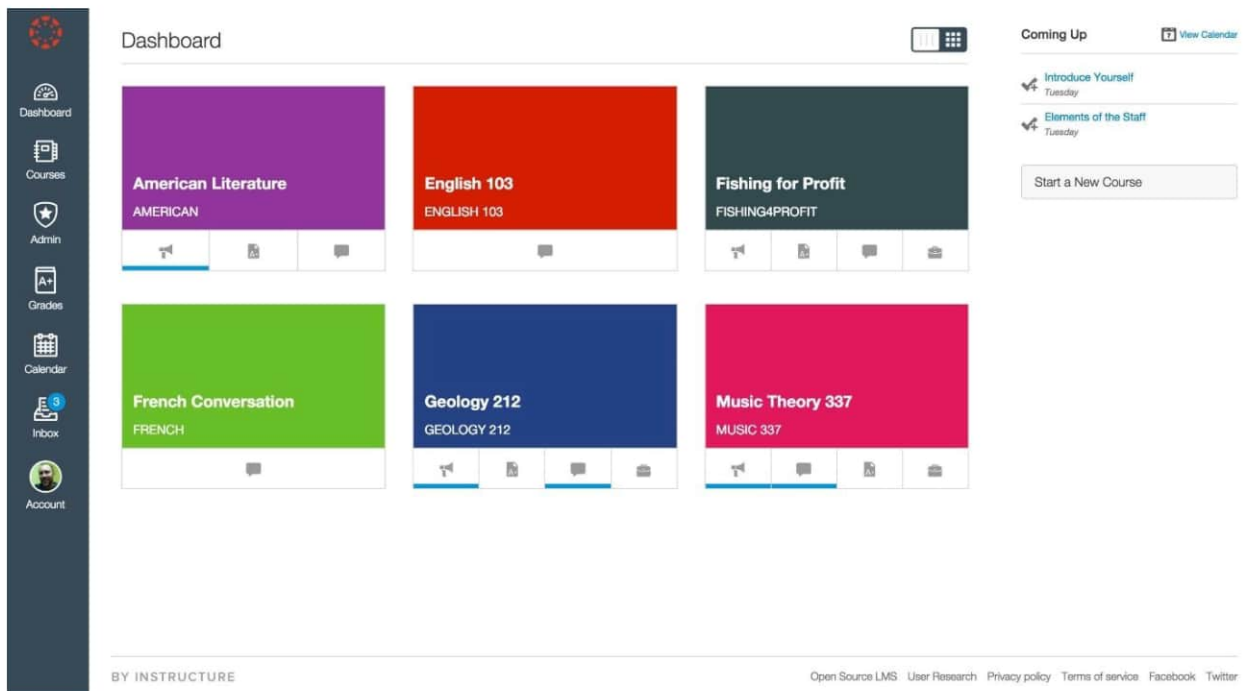 Dashboard
Courses
Admin
Grades
Calendar
3
Inbox
Account
Dashboard
American Literature
AMERICAN
English 103
ENGLISH 103
Fishing for Profit
FISHING4PROFIT
French Conversation
FRENCH
Geology 212
GEOLOGY 212
Music Theory 337
MUSIC 337
Coming Up
View Calendar
Introduce Yourself
Tuesday
Elements of the Staff
Tuesday
Start a New Course
BY INSTRUCTURE
Open Source LMS User Research Privacy policy Terms of service Facebook Twitter